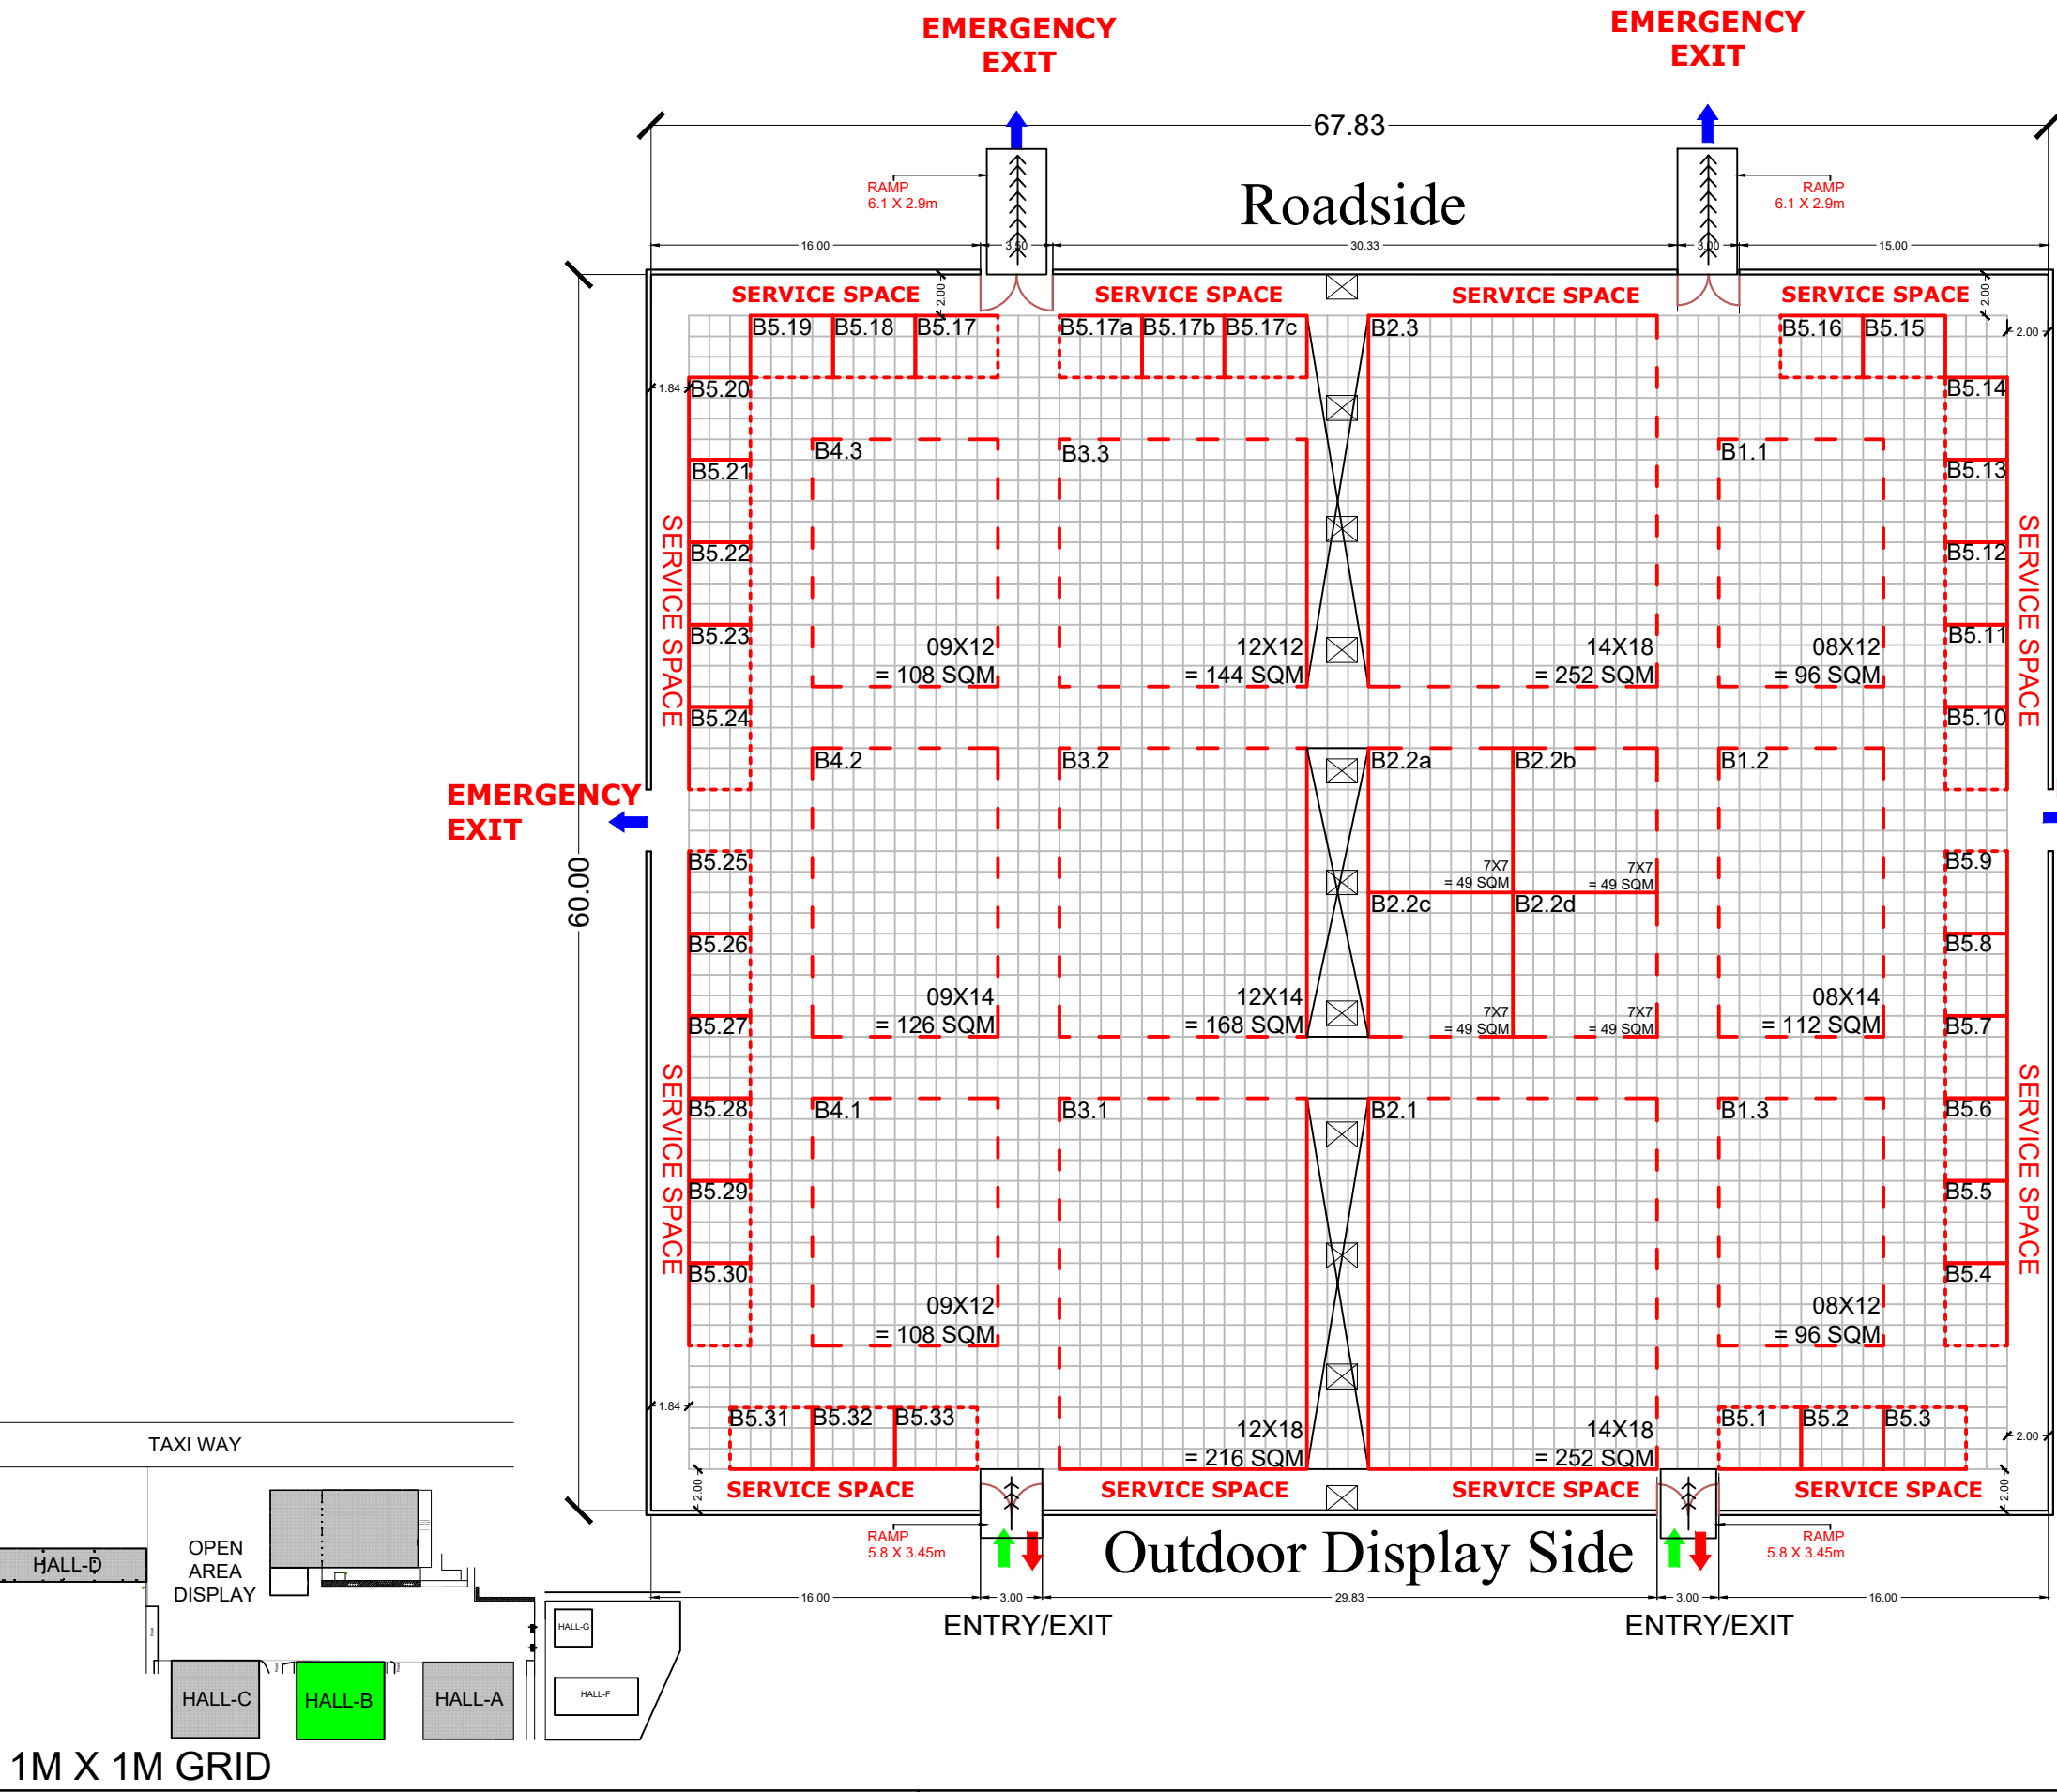 EMERGENCY
EXIT
EMERGENCY
EXIT
67.83
RAMP
6.1 X 2.9m
Roadside
RAMP
6.1 X 2.9m
16.00
3.50
30.33
3.00
15.00
SERVICE SPACE
2.00
SERVICE SPACE
SERVICE SPACE
SERVICE SPACE
2.00
B5.19
B5.18
B5.17
B5.17a
B5.17b
B5.17c
B2.3
B5.16
B5.15
2.00
1.84
B5.20
B5.14
B4.3
B3.3
B1.1
B5.21
B5.13
SERVICE SPACE
SERVICE SPACE
B5.22
B5.12
B5.23
B5.11
09X12
= 108 SQM
12X12
= 144 SQM
14X18
= 252 SQM
08X12
= 96 SQM
B5.24
B5.10
B4.2
B3.2
B2.2a
B2.2b
B1.2
EMERGENCY
EXIT
60.00
B5.25
7X7
= 49 SQM
7X7
= 49 SQM
B5.9
B2.2c
B2.2d
B5.26
B5.8
09X14
= 126 SQM
12X14
= 168 SQM
7X7
= 49 SQM
7X7
= 49 SQM
08X14
= 112 SQM
B5.27
B5.7
SERVICE SPACE
SERVICE SPACE
B5.28
B4.1
B3.1
B2.1
B1.3
B5.6
B5.29
B5.5
B5.30
B5.4
09X12
= 108 SQM
08X12
= 96 SQM
1.84
B5.31
B5.32
B5.33
12X18
= 216 SQM
14X18
= 252 SQM
B5.1
B5.2
B5.3
2.00
2.00
SERVICE SPACE
SERVICE SPACE
SERVICE SPACE
SERVICE SPACE
2.00
RAMP
5.8 X 3.45m
Outdoor Display Side
RAMP
5.8 X 3.45m
16.00
3.00
29.83
3.00
16.00
ENTRY/EXIT
ENTRY/EXIT
TAXI WAY
HALL-D
OPEN
AREA
DISPLAY
HALL-G
HALL-F
HALL-C
HALL-B
HALL-A
1M X 1M GRID